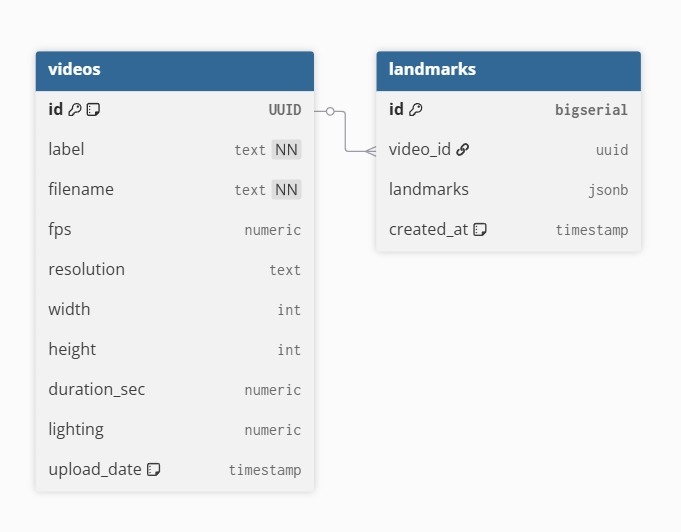 videos
id UUID
label text NN
filename text NN
fps numeric
resolution text
width int
height int
duration_sec numeric
lighting numeric
upload_date timestamp
landmarks
id bigserial
video_id uuid
landmarks jsonb
created_at timestamp